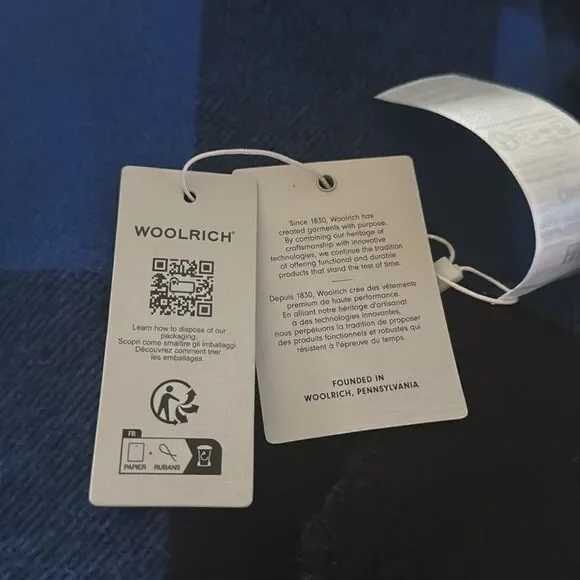 WOOLRICH®
Learn how to dispose of our
packaging.
Scopri come smaltire gli imballaggi
Découvrez comment trier
les emballages.
FR
PAPIER + RUBANS
Since 1830, Woolrich has
created garments with purpose.
By combining our heritage of
craftsmanship with innovative
technologies, we continue the tradition
of offering functional and durable
products that stand the test of time.
Depuis 1830, Woolrich crée des vêtements
premium de haute performance.
En alliant notre héritage d'artisanat
à des technologies innovantes,
nous perpétuons la tradition de proposer
des produits fonctionnels et robustes qui
résistent à l'épreuve du temps.
FOUNDED IN
WOOLRICH, PENNSYLVANIA